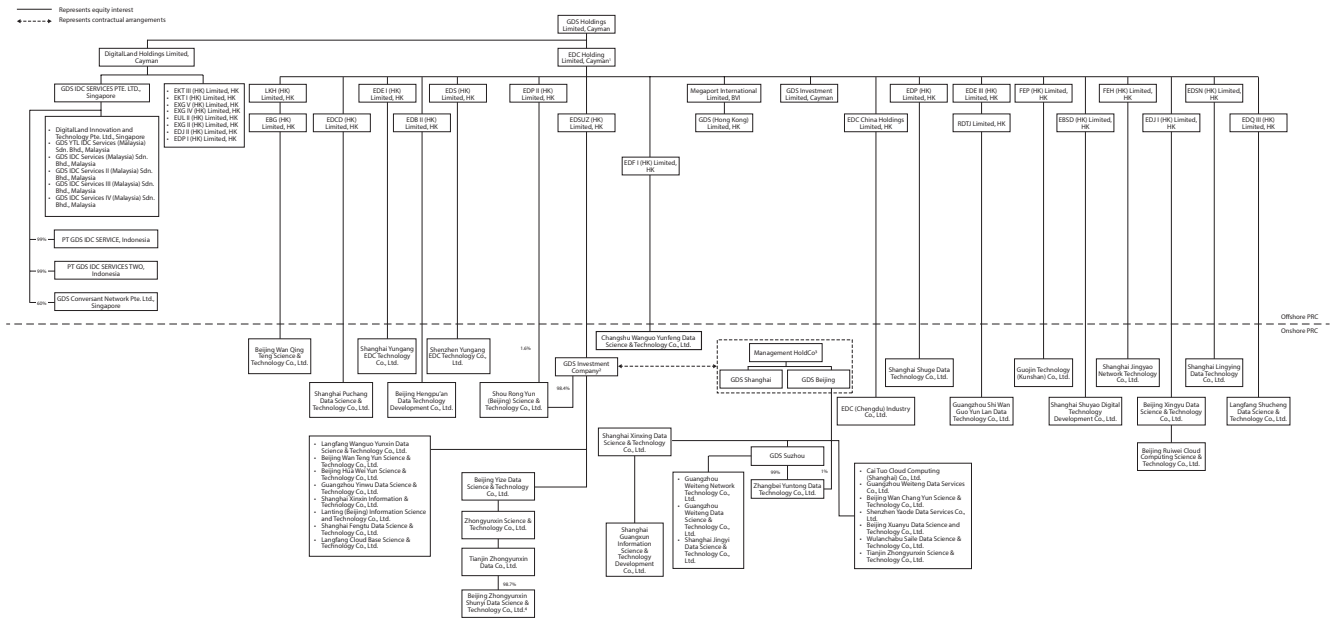 Represents equity interest
Represents contractual arrangements
GDS Holdings
Limited, Cayman
DigitalLand Holdings Limited,
Cayman
EDC Holding
Limited, Cayman¹
GDS IDC SERVICES PTE. LTD.,
Singapore
• EKT III (HK) Limited, HK
• EKT I (HK) Limited, HK
• EXG V (HK) Limited, HK
• EXG IV (HK) Limited, HK
• EUL II (HK) Limited, HK
• EXG II (HK) Limited, HK
• EDJ II (HK) Limited, HK
• EDP I (HK) Limited, HK
LKH (HK)
Limited, HK
EDE I (HK)
Limited, HK
EDS (HK)
Limited, HK
EDP II (HK)
Limited, HK
Megaport International
Limited, BVI
GDS Investment
Limited, Cayman
EDP (HK)
Limited, HK
EDE III (HK)
Limited, HK
FEP (HK) Limited,
HK
FEH (HK) Limited,
HK
EDSN (HK) Limited,
HK
EBG (HK)
Limited, HK
EDCD (HK)
Limited, HK
EDB II (HK)
Limited, HK
EDSUZ (HK)
Limited, HK
GDS (Hong Kong)
Limited, HK
EDC China Holdings
Limited, HK
RDTJ Limited, HK
EBSD (HK) Limited,
HK
EDJ I (HK) Limited,
HK
EDQ III (HK)
Limited, HK
• DigitalLand Innovation and
Technology Pte. Ltd., Singapore
• GDS YTL IDC Services (Malaysia)
Sdn. Bhd., Malaysia
• GDS IDC Services (Malaysia) Sdn.
Bhd., Malaysia
• GDS IDC Services II (Malaysia) Sdn.
Bhd., Malaysia
• GDS IDC Services III (Malaysia) Sdn.
Bhd., Malaysia
• GDS IDC Services IV (Malaysia) Sdn.
Bhd., Malaysia
EDF I (HK) Limited,
HK
99%
PT GDS IDC SERVICE, Indonesia
99%
PT GDS IDC SERVICES TWO,
Indonesia
60%
GDS Conversant Network Pte. Ltd.,
Singapore
Offshore PRC
Onshore PRC
Beijing Wan Qing
Teng Science &
Technology Co., Ltd.
Shanghai Yungang
EDC Technology
Co., Ltd.
Shenzhen Yungang
EDC Technology Co.,
Ltd.
1.6%
Changshu Wanguo Yunfeng Data
Science & Technology Co., Ltd.
GDS Investment
Company²
98.4%
Management HoldCo³
GDS Shanghai
GDS Beijing
Shanghai Shuge Data
Technology Co., Ltd.
Guojin Technology
(Kunshan) Co., Ltd.
Shanghai Jingyao
Network Technology
Co., Ltd.
Shanghai Lingying
Data Technology
Co., Ltd.
Shanghai Puchang
Data Science &
Technology Co., Ltd.
Beijing Hengpu'an
Data Technology
Development Co., Ltd.
Shou Rong Yun
(Beijing) Science &
Technology Co., Ltd.
EDC (Chengdu) Industry
Co., Ltd.
Guangzhou Shi Wan
Guo Yun Lan Data
Technology Co., Ltd.
Shanghai Shuyao Digital
Technology
Development Co., Ltd.
Beijing Xingyu Data
Science & Technology
Co., Ltd.
Langfang Shucheng
Data Science &
Technology Co., Ltd.
Beijing Ruiwei Cloud
Computing Science &
Technology Co., Ltd.
• Langfang Wanguo Yunxin Data
Science & Technology Co., Ltd.
• Beijing Wan Teng Yun Science &
Technology Co., Ltd.
• Beijing Hua Wei Yun Science &
Technology Co., Ltd.
• Guangzhou Yinwu Data Science &
Technology Co., Ltd.
• Shanghai Xinxin Information &
Technology Co., Ltd.
• Lanting (Beijing) Information Science
and Technology Co., Ltd.
• Shanghai Fengtu Data Science &
Technology Co., Ltd.
• Langfang Cloud Base Science &
Technology Co., Ltd.
Beijing Yize Data
Science & Technology
Co., Ltd.
Zhongyunxin Science &
Technology Co., Ltd.
Tianjin Zhongyunxin
Data Co., Ltd.
98.7%
Beijing Zhongyunxin
Shunyi Data Science &
Technology Co., Ltd.⁴
Shanghai Xinxing Data
Science & Technology
Co., Ltd.
Shanghai
Guangxun
Information
Science &
Technology
Development
Co., Ltd.
GDS Suzhou
99%
1%
Zhangbei Yuntong Data
Technology Co., Ltd.
• Guangzhou
Weiteng Network
Technology Co.,
Ltd.
• Guangzhou
Weiteng Data
Science &
Technology Co.,
Ltd.
• Shanghai Jingyi
Data Science &
Technology Co.,
Ltd.
• Cai Tuo Cloud Computing
(Shanghai) Co., Ltd.
• Guangzhou Weiteng Data Services
Co., Ltd.
• Beijing Wan Chang Yun Science &
Technology Co., Ltd.
• Shenzhen Yaode Data Services Co.,
Ltd.
• Beijing Xuanyu Data Science and
Technology Co., Ltd.
• Wulanchabu Saile Data Science &
Technology Co., Ltd.
• Tianjin Zhongyunxin Science &
Technology Co., Ltd.